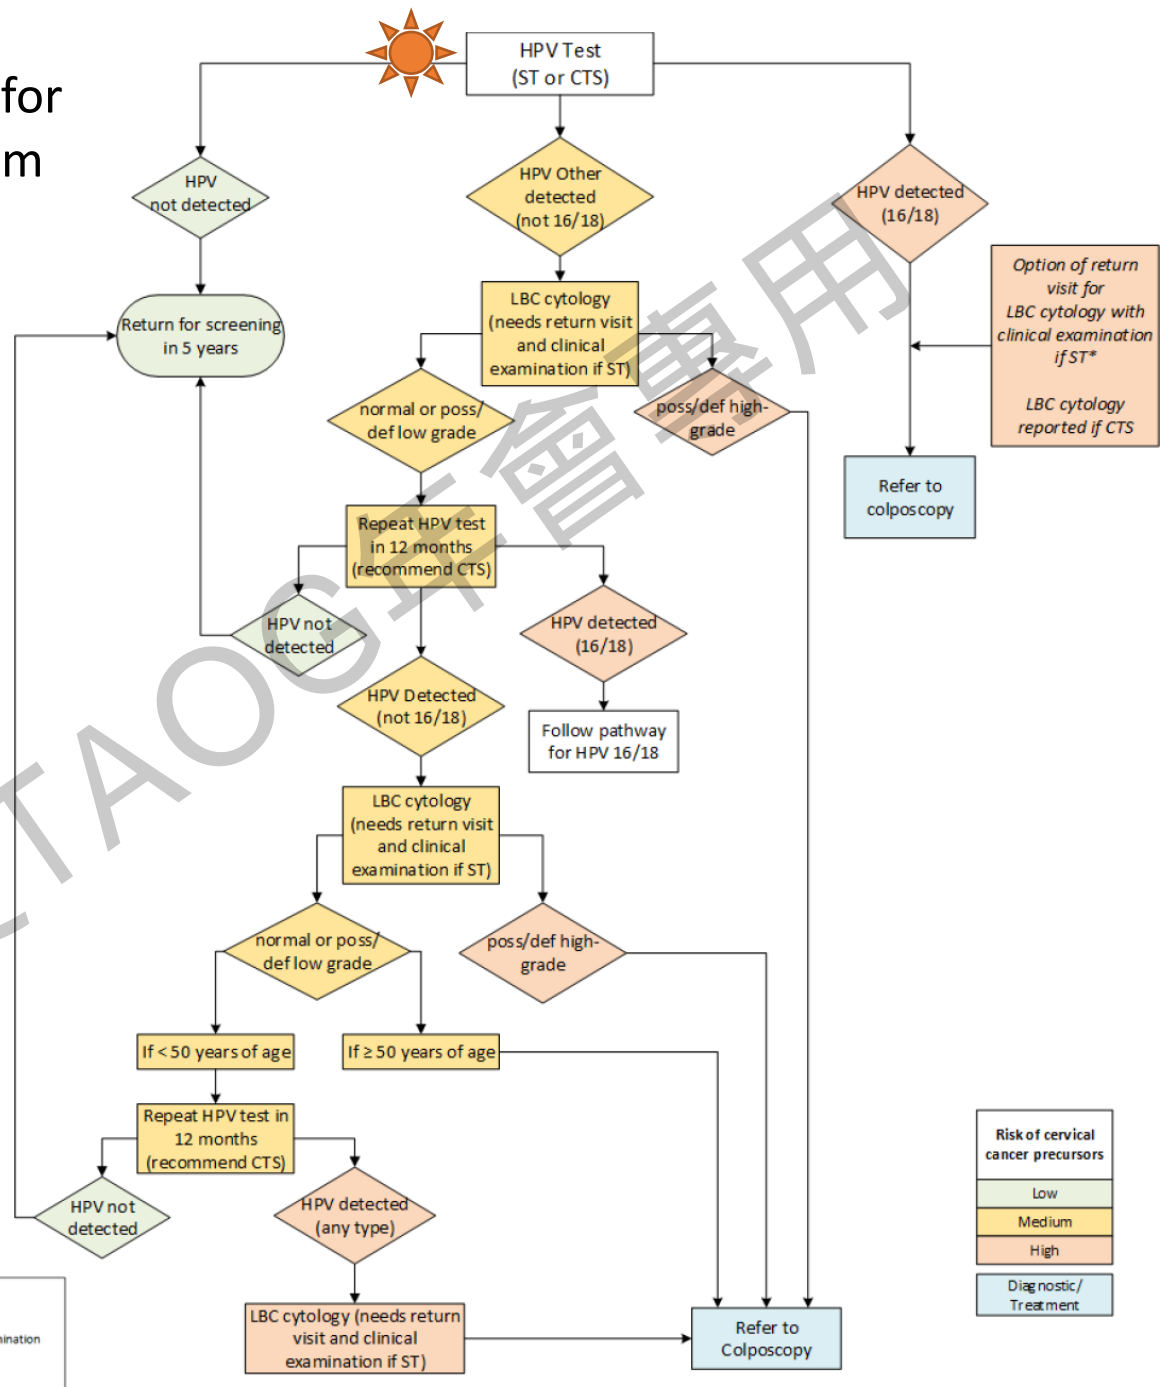 for
m
HPV Test
(ST or CTS)
HPV
not detected
HPV Other
detected
(not 16/18)
HPV detected
(16/18)
Return for screening
in 5 years
LBC cytology
(needs return visit
and clinical
examination if ST)
Option of return
visit for
LBC cytology with
clinical examination
if ST*
LBC cytology
reported if CTS
normal or poss/
def low grade
poss/def high-
grade
Refer to
colposcopy
Repeat HPV test
in 12 months
(recommend CTS)
HPV not
detected
HPV detected
(16/18)
HPV Detected
(not 16/18)
Follow pathway
for HPV 16/18
LBC cytology
(needs return visit
and clinical
examination if ST)
normal or poss/
def low grade
poss/def high-
grade
If < 50 years of age
If ≥ 50 years of age
Repeat HPV test in
12 months
(recommend CTS)
HPV not
detected
HPV detected
(any type)
LBC cytology (needs return
visit and clinical
examination if ST)
Refer to
Colposcopy
Risk of cervical
cancer precursors
Low
Medium
High
Diagnostic/
Treatment
mination
TAOG年會專用